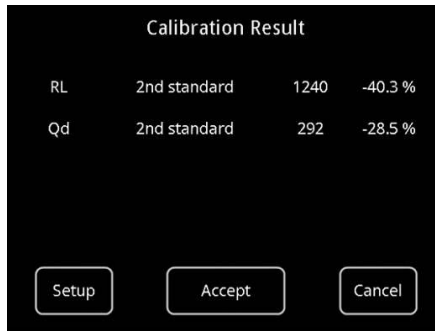 Calibration Result
RL 2nd standard 1240 -40.3 %
Qd 2nd standard 292 -28.5 %
Setup Accept Cancel